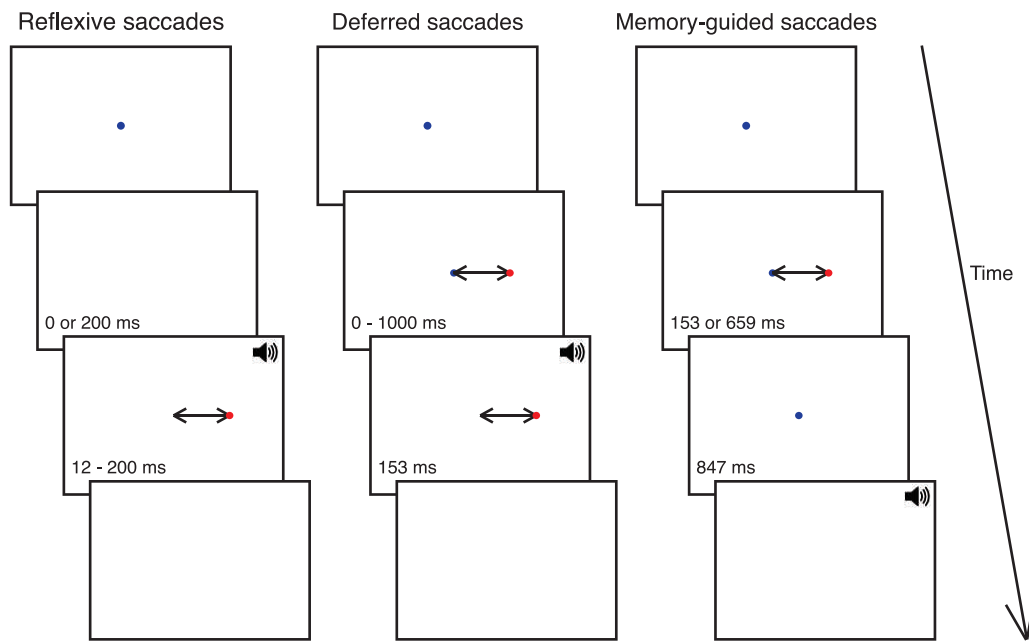 Reflexive saccades
Deferred saccades
Memory-guided saccades
Time
0 or 200 ms
0 - 1000 ms
153 or 659 ms
12 - 200 ms
153 ms
847 ms